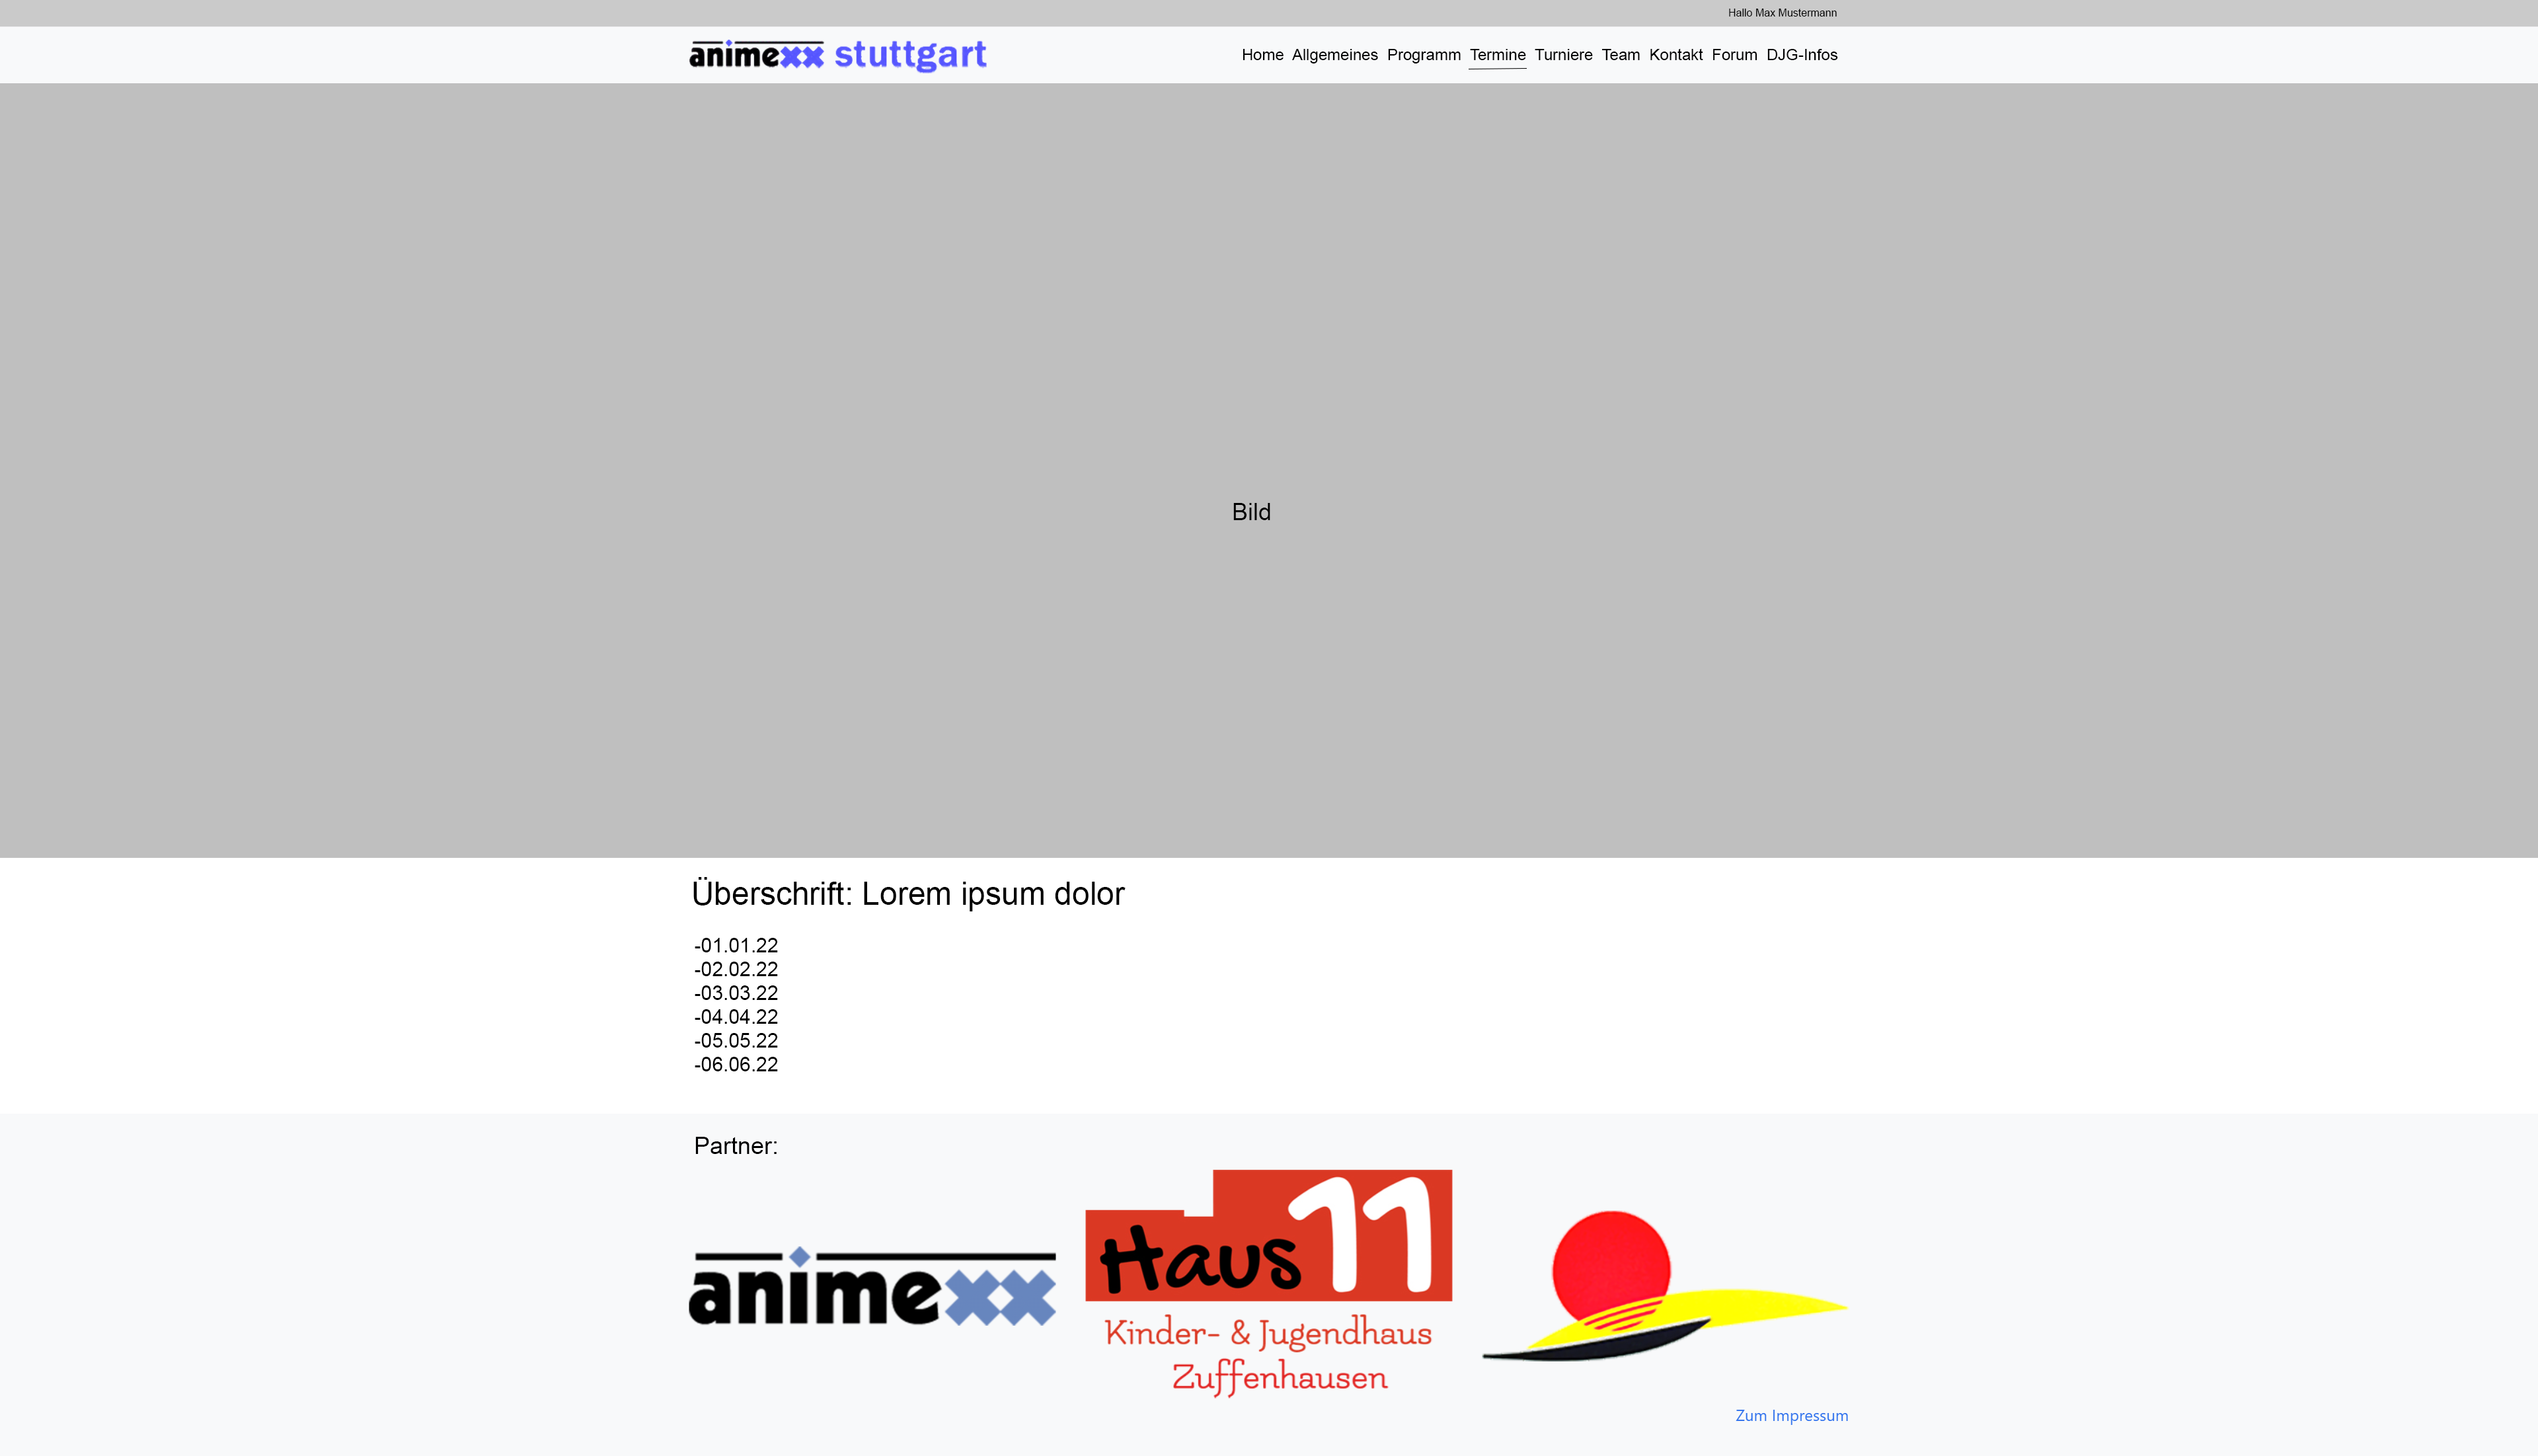 Hallo Max Mustermann
animexx stuttgart
Home Allgemeines Programm Termine Turniere Team Kontakt Forum DJG-Infos
Bild
Überschrift: Lorem ipsum dolor
-01.01.22
-02.02.22
-03.03.22
-04.04.22
-05.05.22
-06.06.22
Partner:
animexx
Haus 11
Kinder- & Jugendhaus
Zuffenhausen
Zum Impressum